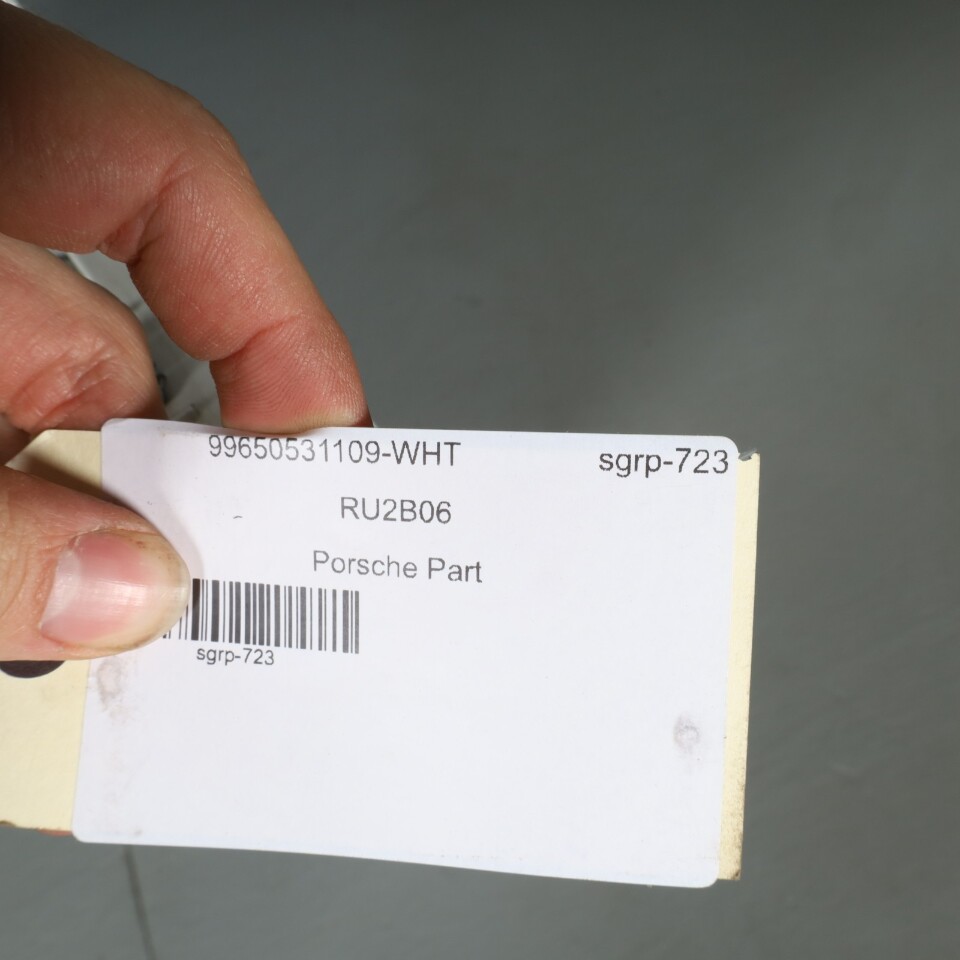 99650531109-WHT sgrp-723
RU2B06
Porsche Part
sgrp-723